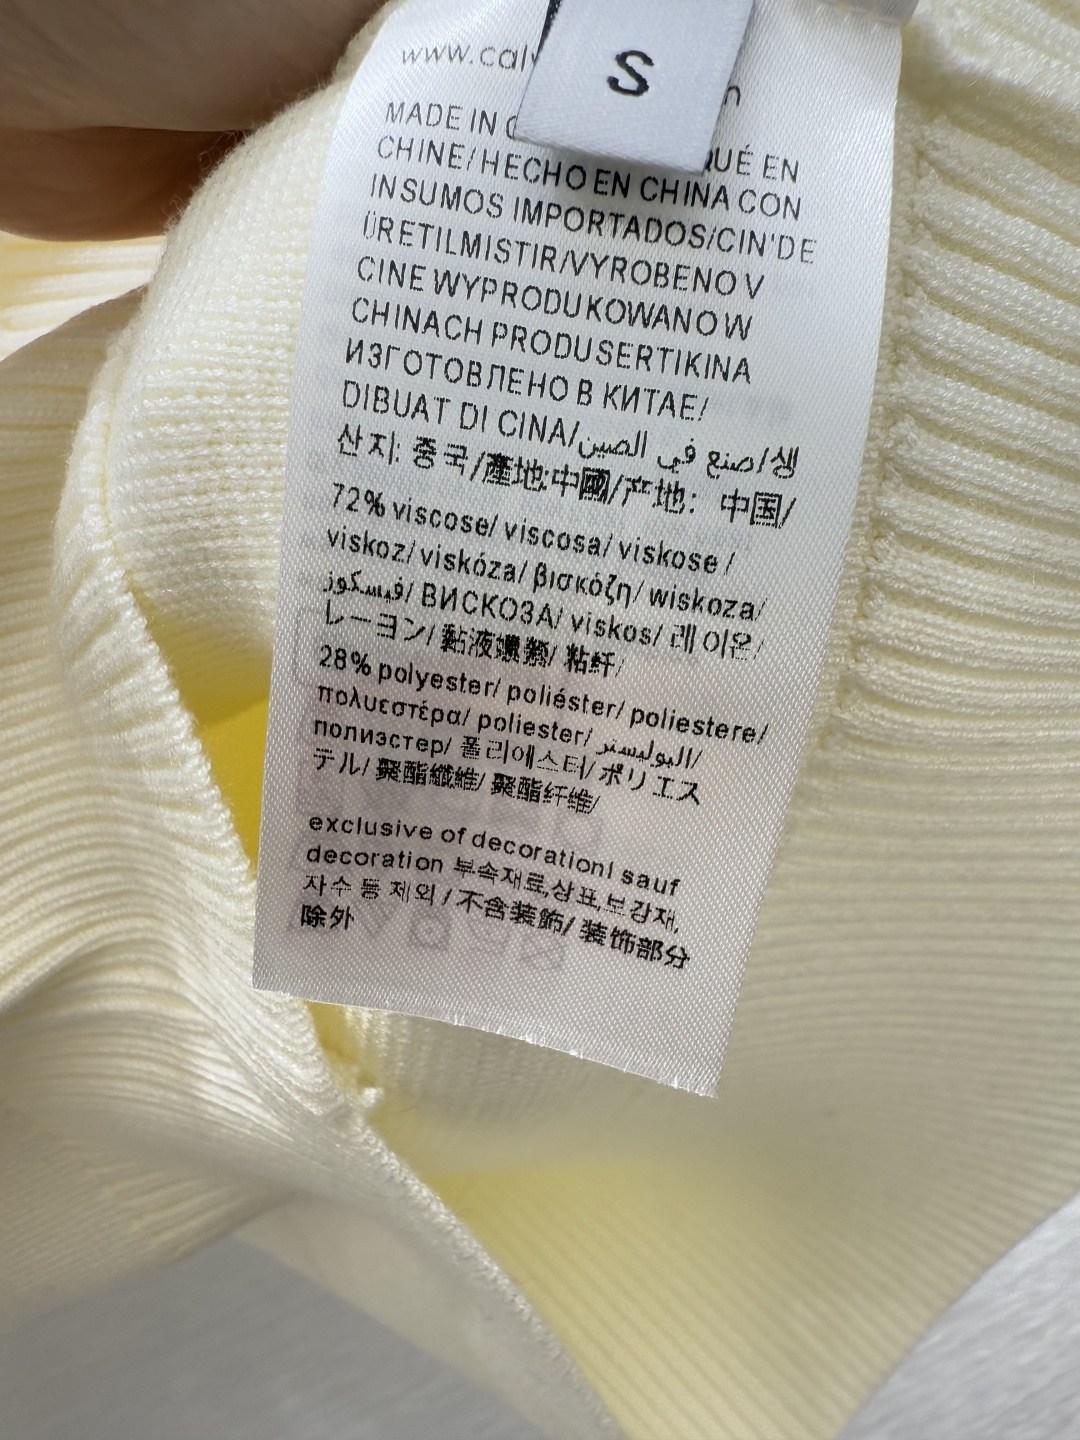 S
www.cal
MADE IN
QUÉ EN
CHINE/HECHO EN CHINA CON
INSUMOS IMPORTADOS/CIN'DE
ÜRETILMISTIR/VYROBENO V
CINE WYPRODUKOWANO W
CHINACH PRODUSERTIKINA
ИЗГОТОВЛЕНО В КИТАЕ/
DIBUAT DI CINA/صنع في الصين/생
산지: 중국/產地:中國/产地: 中国/
72% viscose/ viscosa/ viskose /
viskoz/ viskóza/ βισκόζη/ wiskoza/
فيسكوز/ ВИСКОЗА/ viskos/ 레이온/
レーヨン/ 黏液嫘縈/ 粘纤/
28% polyester/ poliéster/ poliestere/
πολυεστέρα/ poliester/ البوليستر/
полиэстер/ 폴리에스터/ ポリエス
テル/ 聚酯纖維/ 聚酯纤维/
exclusive of decorationl sauf
decoration 부속재료,상표,보강재,
자수 등 제외 / 不含装飾/ 装饰部分
除外